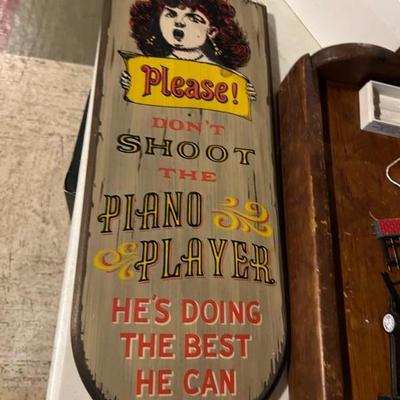 Please!
DON'T
SHOOT
THE
PIANO
PLAYER
HE'S DOING
THE BEST
HE CAN